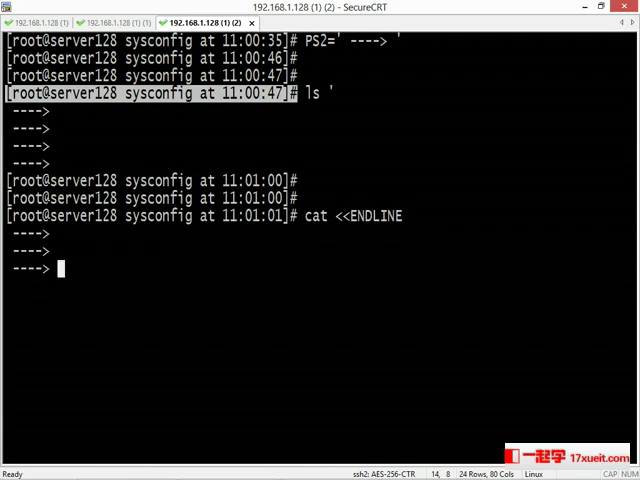 192.168.1.128 (1) (2) - SecureCRT
192.168.1.128 (1) 192.168.1.128 (1) (1) 192.168.1.128 (1) (2)
[root@server128 sysconfig at 11:00:35]# PS2=' ----> '
[root@server128 sysconfig at 11:00:46]#
[root@server128 sysconfig at 11:00:47]#
[root@server128 sysconfig at 11:00:47]# ls '
---->
---->
---->
---->
[root@server128 sysconfig at 11:01:00]#
[root@server128 sysconfig at 11:01:00]#
[root@server128 sysconfig at 11:01:01]# cat <<ENDLINE
---->
---->
---->
一起学 17xueit.com
Ready ssh2: AES-256-CTR 14, 8 24 Rows, 80 Cols Linux CAP NUM